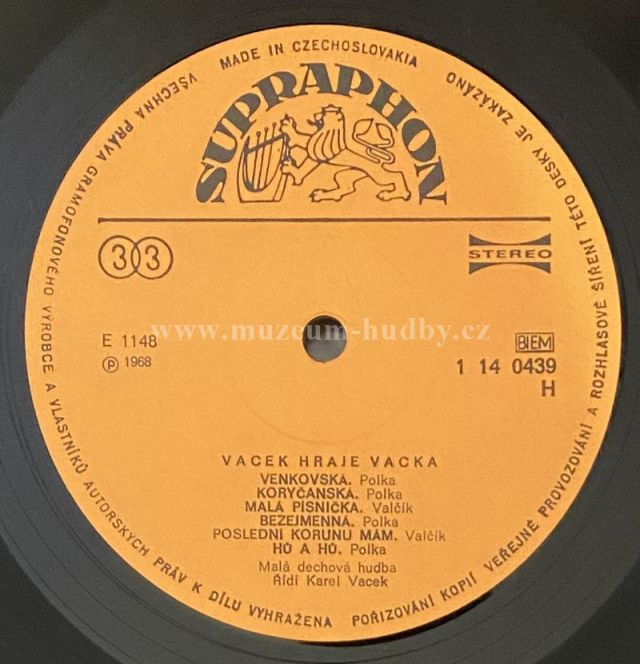 MADE IN CZECHOSLOVAKIA
SUPRAPHON
33
STEREO
www.muzeum-hudby.cz
E 1148
℗ 1968
BIEM
1 14 0439
H
VACEK HRAJE VACKA
VENKOVSKÁ. Polka
KORYČANSKÁ. Polka
MALÁ PÍSNIČKA. Valčík
BEZEJMENNÁ. Polka
POSLEDNÍ KORUNU MÁM. Valčík
HŮ A HŮ. Polka
Malá dechová hudba
Řídí Karel Vacek
VŠECHNA PRÁVA GRAMOFONOVÉHO VÝROBCE A VLASTNÍKŮ AUTORSKÝCH PRÁV K DÍLU VYHRAŽENA POŘIZOVÁNÍ KOPIÍ VEŘEJNÉ PROVOZOVÁNÍ A ROZHLASOVÉ ŠÍŘENÍ TÉTO DESKY JE ZAKÁZÁNO